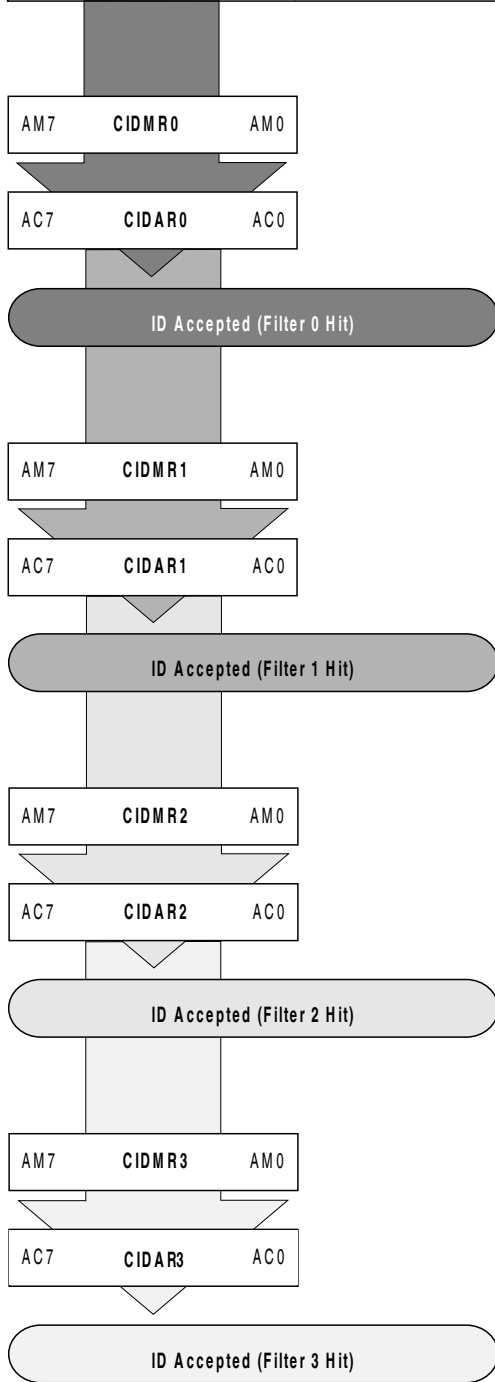 AM7 CIDMR0 AM0
AC7 CIDAR0 AC0
ID Accepted (Filter 0 Hit)
AM7 CIDMR1 AM0
AC7 CIDAR1 AC0
ID Accepted (Filter 1 Hit)
AM7 CIDMR2 AM0
AC7 CIDAR2 AC0
ID Accepted (Filter 2 Hit)
AM7 CIDMR3 AM0
AC7 CIDAR3 AC0
ID Accepted (Filter 3 Hit)